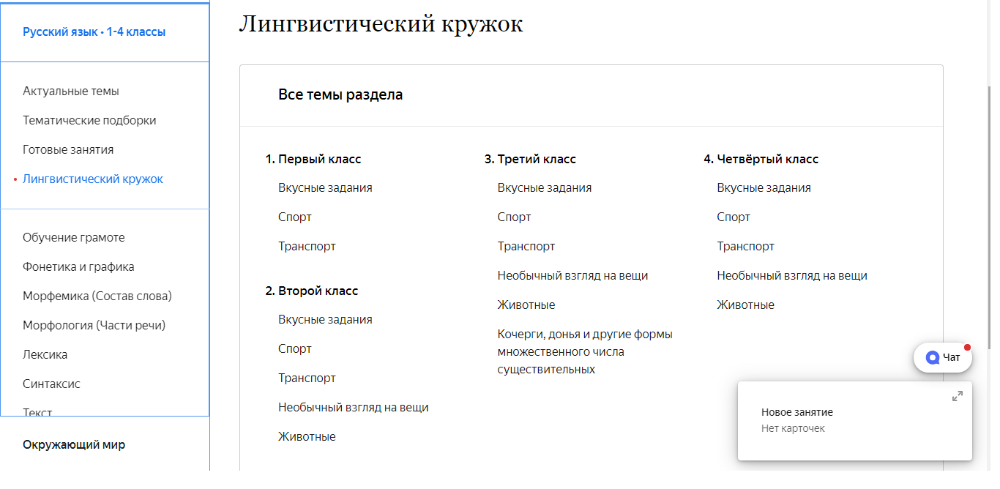 Русский язык • 1-4 классы
Актуальные темы
Тематические подборки
Готовые занятия
Лингвистический кружок
Обучение грамоте
Фонетика и графика
Морфемика (Состав слова)
Морфология (Части речи)
Лексика
Синтаксис
Текст
Окружающий мир
Лингвистический кружок
Все темы раздела
1. Первый класс
Вкусные задания
Спорт
Транспорт
2. Второй класс
Вкусные задания
Спорт
Транспорт
Необычный взгляд на вещи
Животные
3. Третий класс
Вкусные задания
Спорт
Транспорт
Необычный взгляд на вещи
Животные
Кочерги, донья и другие формы
множественного числа
существительных
4. Четвёртый класс
Вкусные задания
Спорт
Транспорт
Необычный взгляд на вещи
Животные
Чат
Новое занятие
Нет карточек